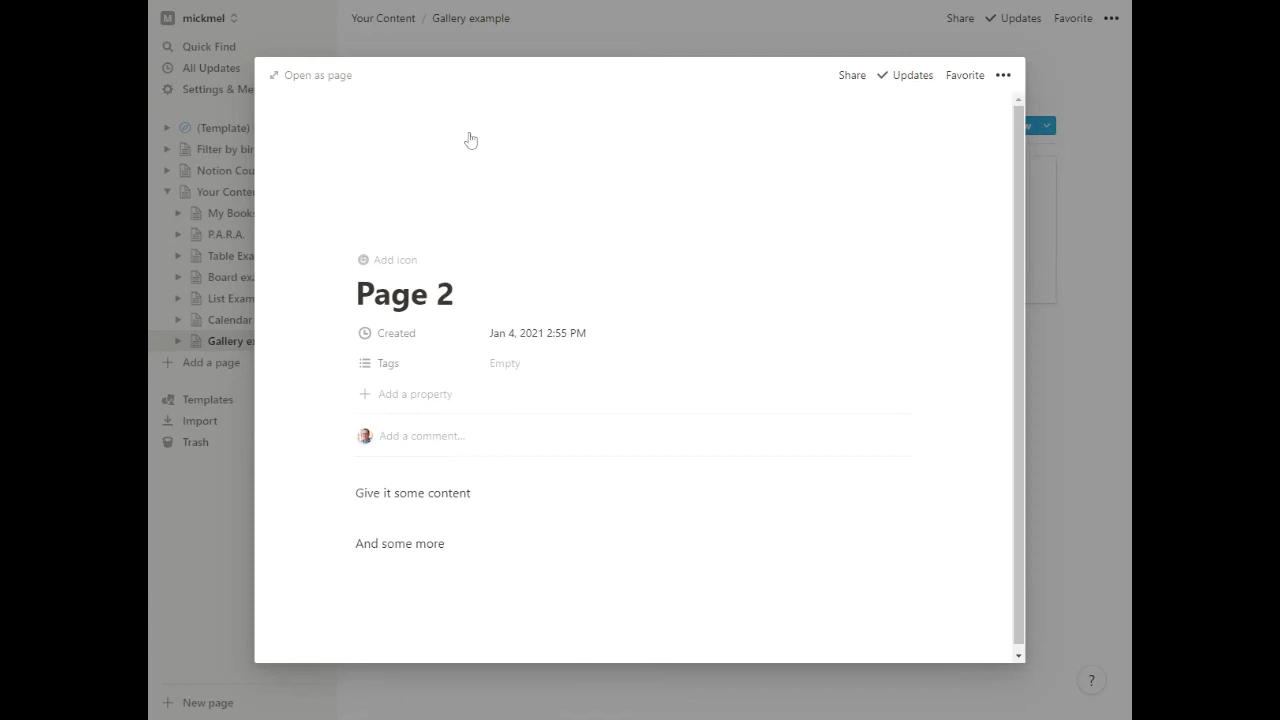 M mickmel
Your Content / Gallery example
Share Updates Favorite •••
Quick Find
All Updates
Settings & Me
(Template)
Filter by bir
Notion Cou
Your Conte
My Books
P.A.R.A.
Table Exa
Board exa
List Exam
Calendar
Gallery e
Add a page
Templates
Import
Trash
New page
Open as page
Share Updates Favorite •••
w
Add icon
Page 2
Created Jan 4, 2021 2:55 PM
Tags Empty
Add a property
Add a comment...
Give it some content
And some more
?